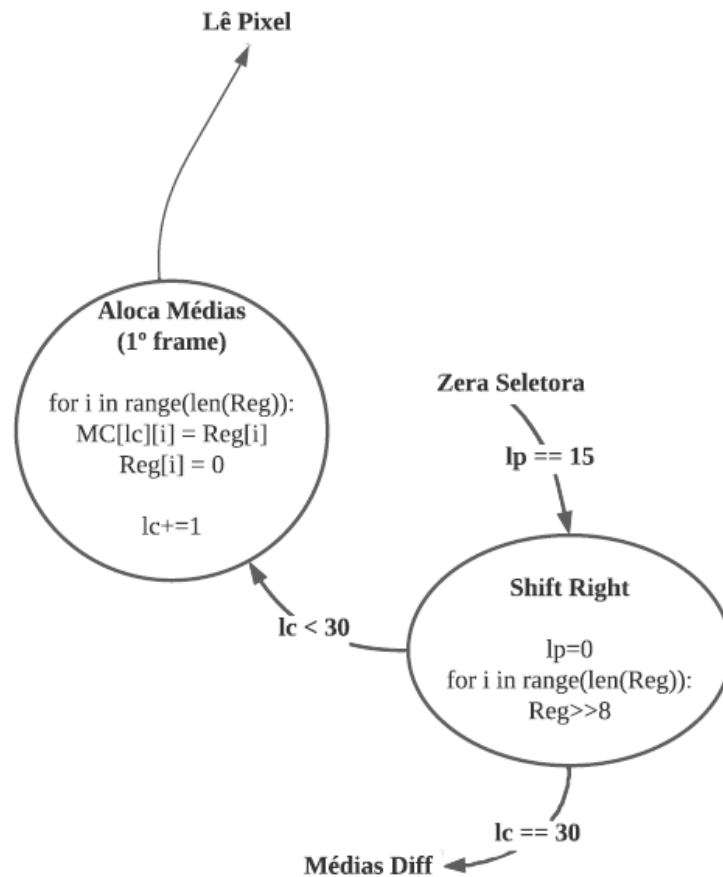 Lê Pixel
Aloca Médias
(1º frame)
for i in range(len(Reg)):
MC[lc][i] = Reg[i]
Reg[i] = 0
lc+=1
Zera Seletora
lp == 15
Shift Right
lp=0
for i in range(len(Reg)):
Reg>>8
lc < 30
lc == 30
Médias Diff